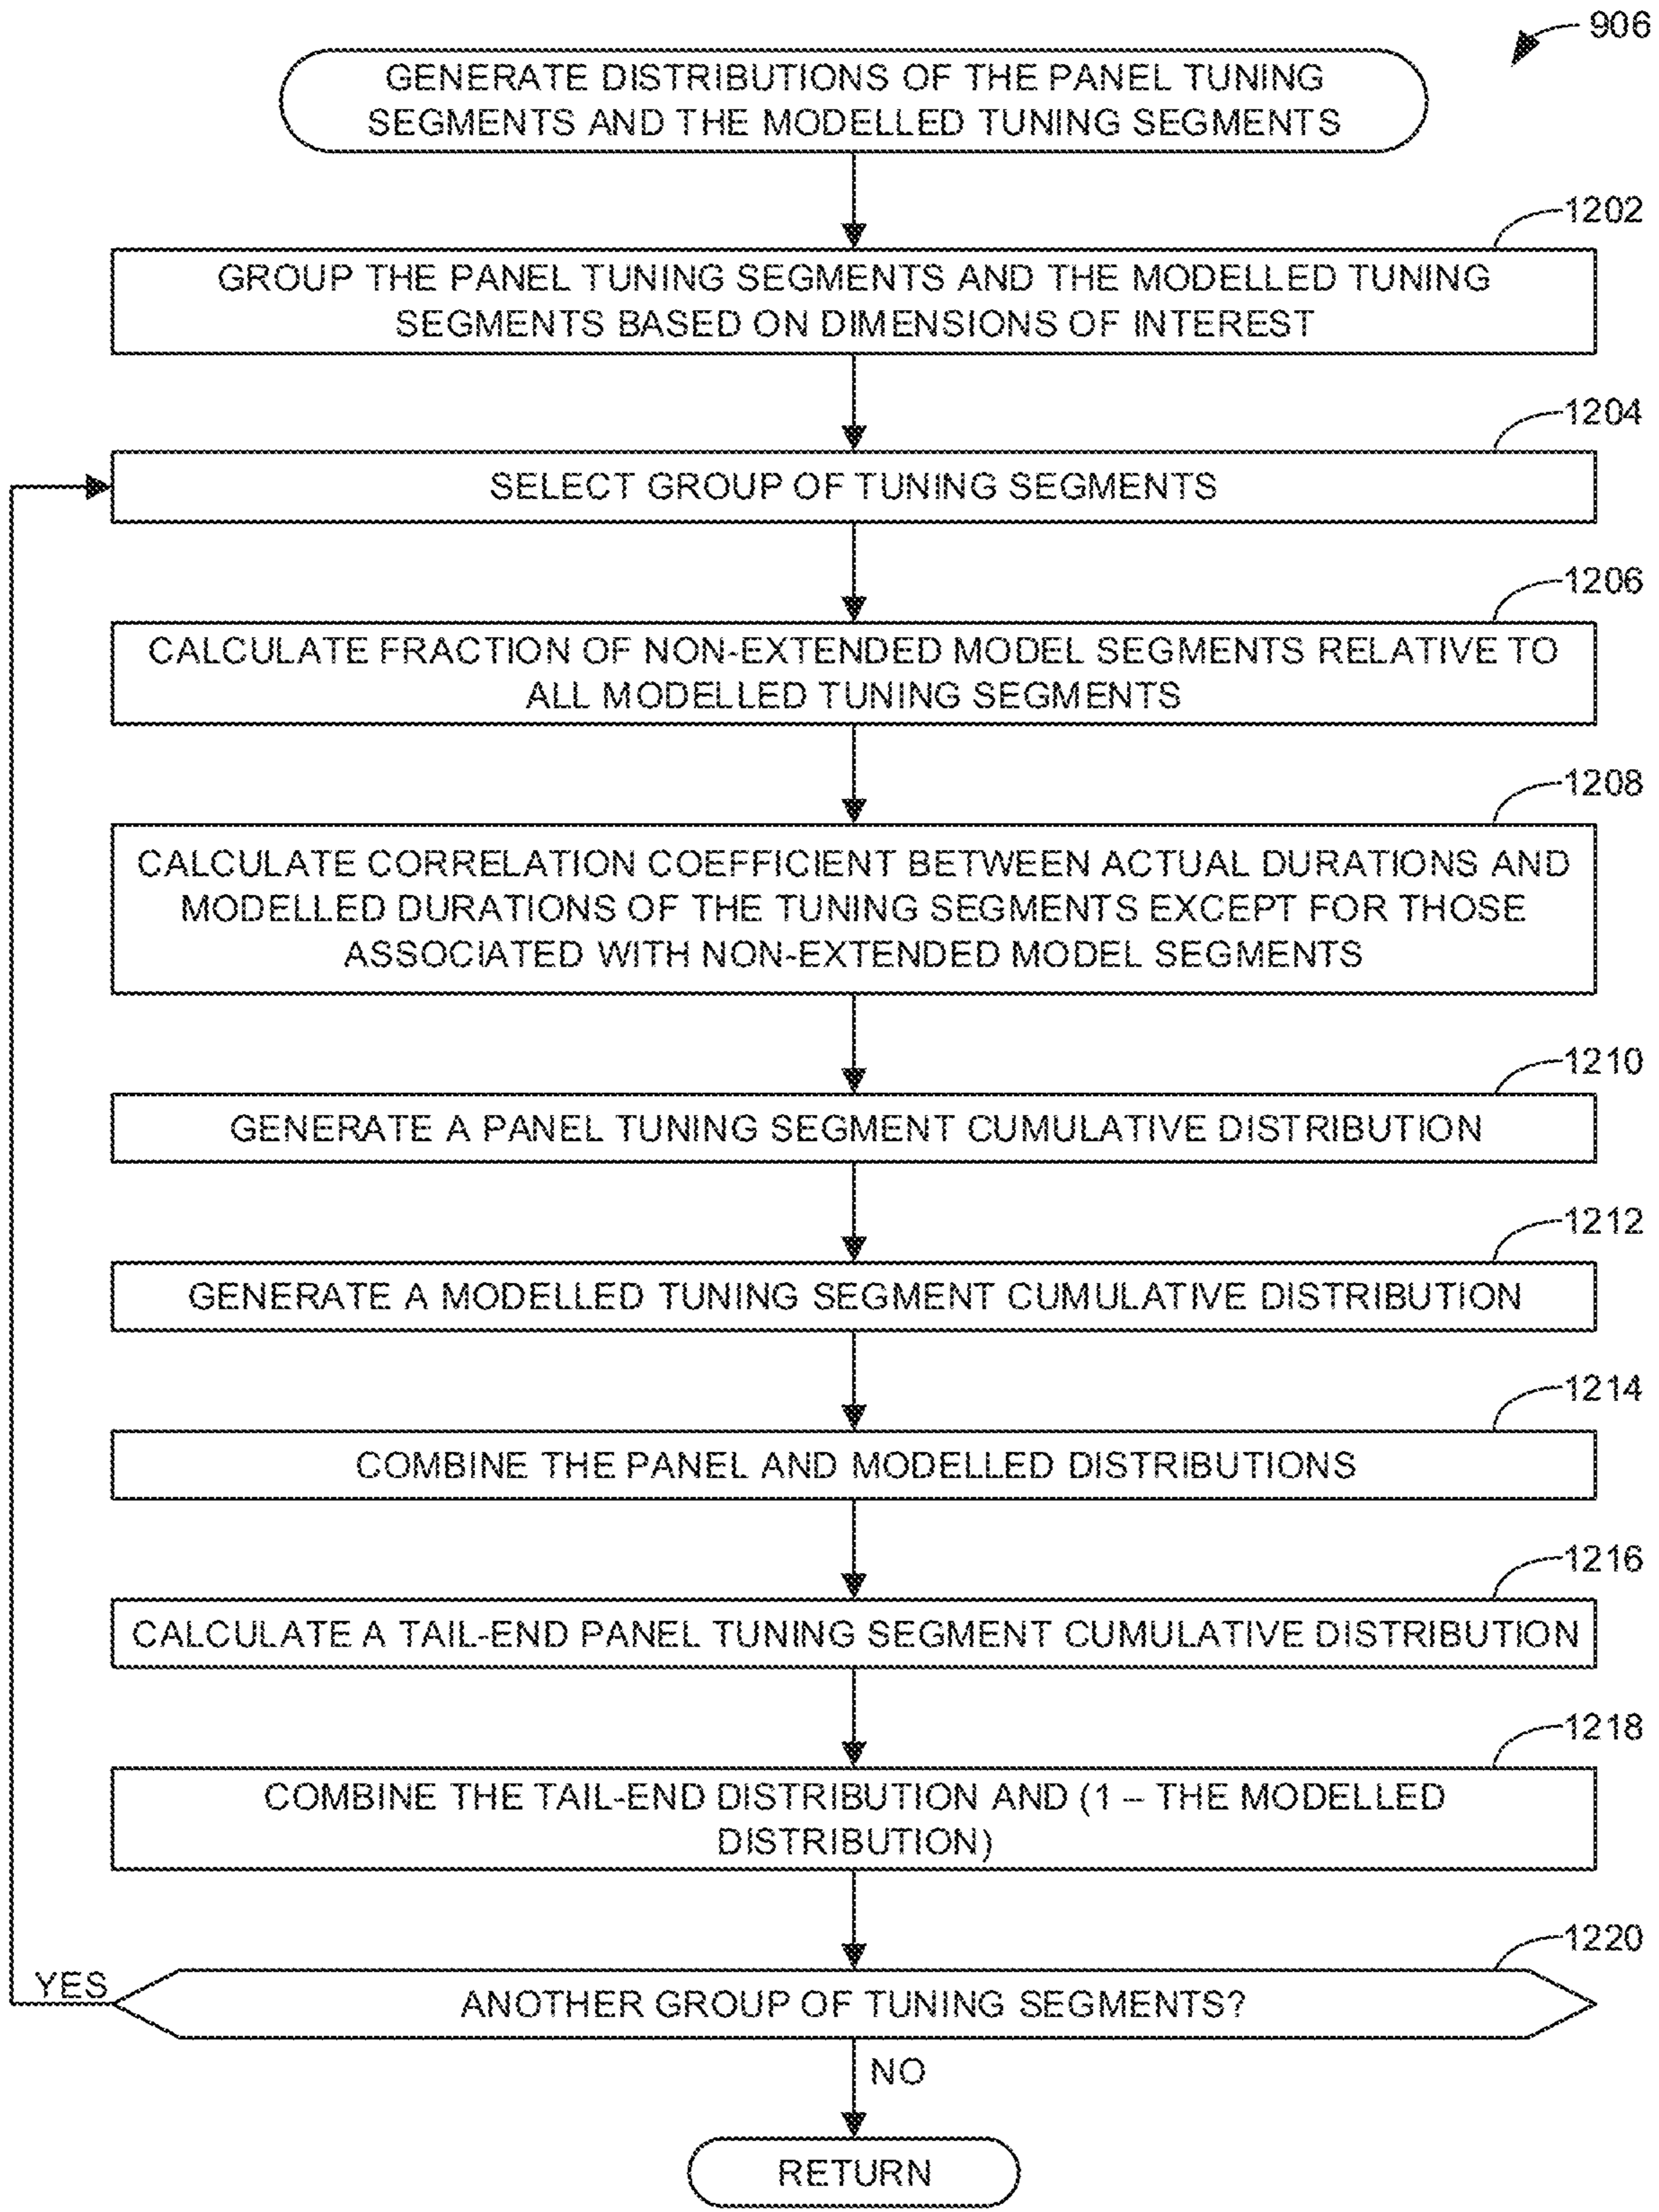 906
GENERATE DISTRIBUTIONS OF THE PANEL TUNING
SEGMENTS AND THE MODELLED TUNING SEGMENTS
1202
GROUP THE PANEL TUNING SEGMENTS AND THE MODELLED TUNING
SEGMENTS BASED ON DIMENSIONS OF INTEREST
1204
SELECT GROUP OF TUNING SEGMENTS
1206
CALCULATE FRACTION OF NON-EXTENDED MODEL SEGMENTS RELATIVE TO
ALL MODELLED TUNING SEGMENTS
1208
CALCULATE CORRELATION COEFFICIENT BETWEEN ACTUAL DURATIONS AND
MODELLED DURATIONS OF THE TUNING SEGMENTS EXCEPT FOR THOSE
ASSOCIATED WITH NON-EXTENDED MODEL SEGMENTS
1210
GENERATE A PANEL TUNING SEGMENT CUMULATIVE DISTRIBUTION
1212
GENERATE A MODELLED TUNING SEGMENT CUMULATIVE DISTRIBUTION
1214
COMBINE THE PANEL AND MODELLED DISTRIBUTIONS
1216
CALCULATE A TAIL-END PANEL TUNING SEGMENT CUMULATIVE DISTRIBUTION
1218
COMBINE THE TAIL-END DISTRIBUTION AND (1 – THE MODELLED
DISTRIBUTION)
1220
YES
ANOTHER GROUP OF TUNING SEGMENTS?
NO
RETURN